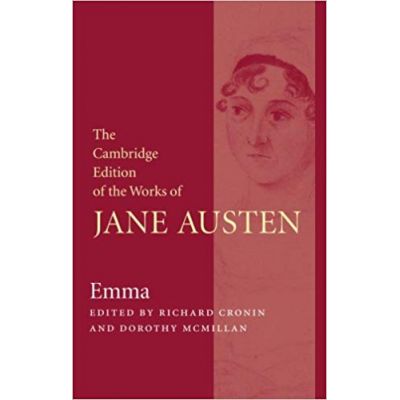 The
Cambridge
Edition
of the Works of
JANE AUSTEN
Emma
EDITED BY RICHARD CRONIN
AND DOROTHY MCMILLAN